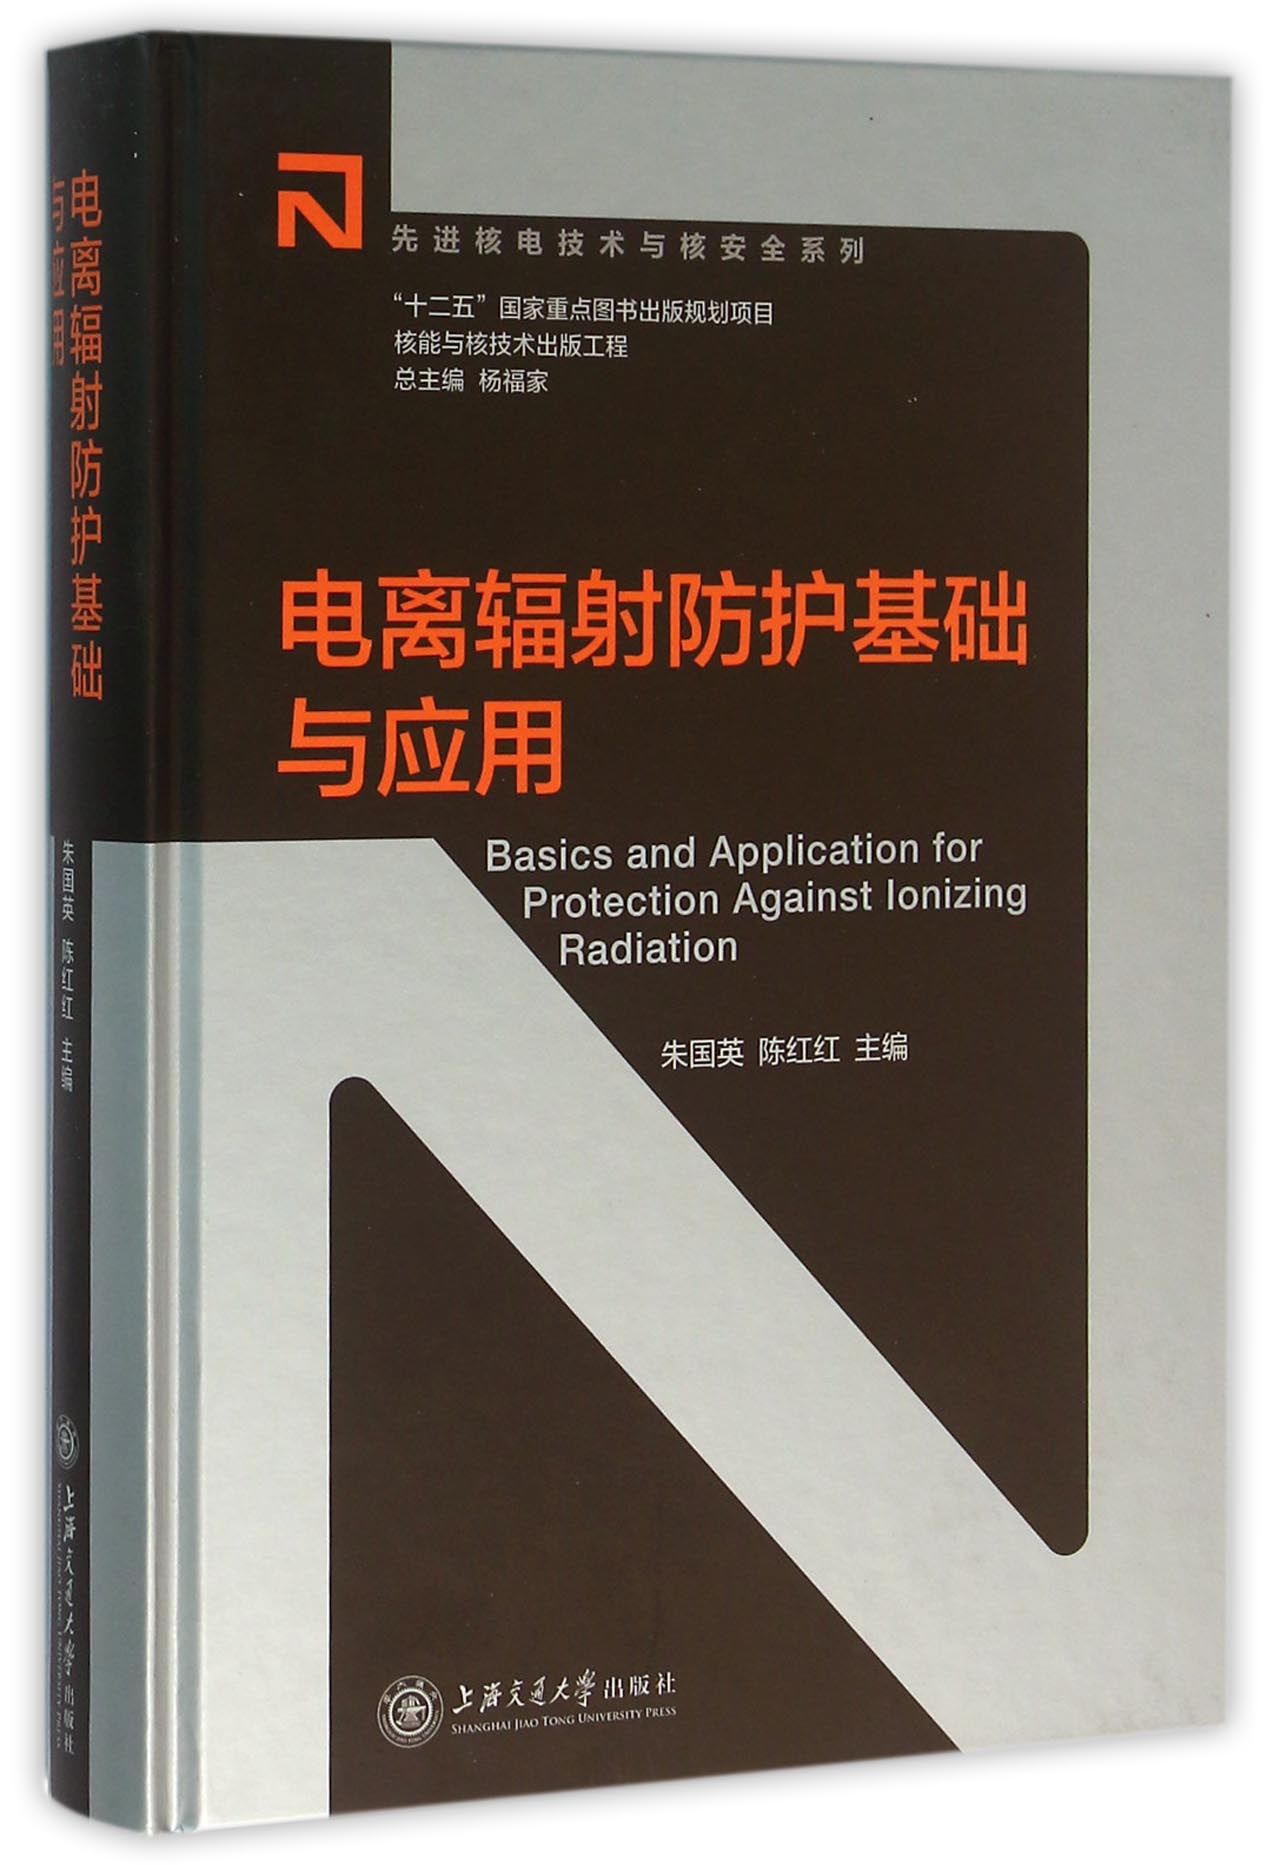 先进核电技术与核安全系列
“十二五”国家重点图书出版规划项目
核能与核技术出版工程
总主编 杨福家
电离辐射防护基础
与应用
Basics and Application for
Protection Against Ionizing
Radiation
朱国英 陈红红 主编
上海交通大学出版社
SHANGHAI JIAO TONG UNIVERSITY PRESS
电离辐射防护基础
与应用
朱国英 陈红红 主编
上海交通大学出版社
SHANGHAI JIAO TONG UNIVERSITY PRESS